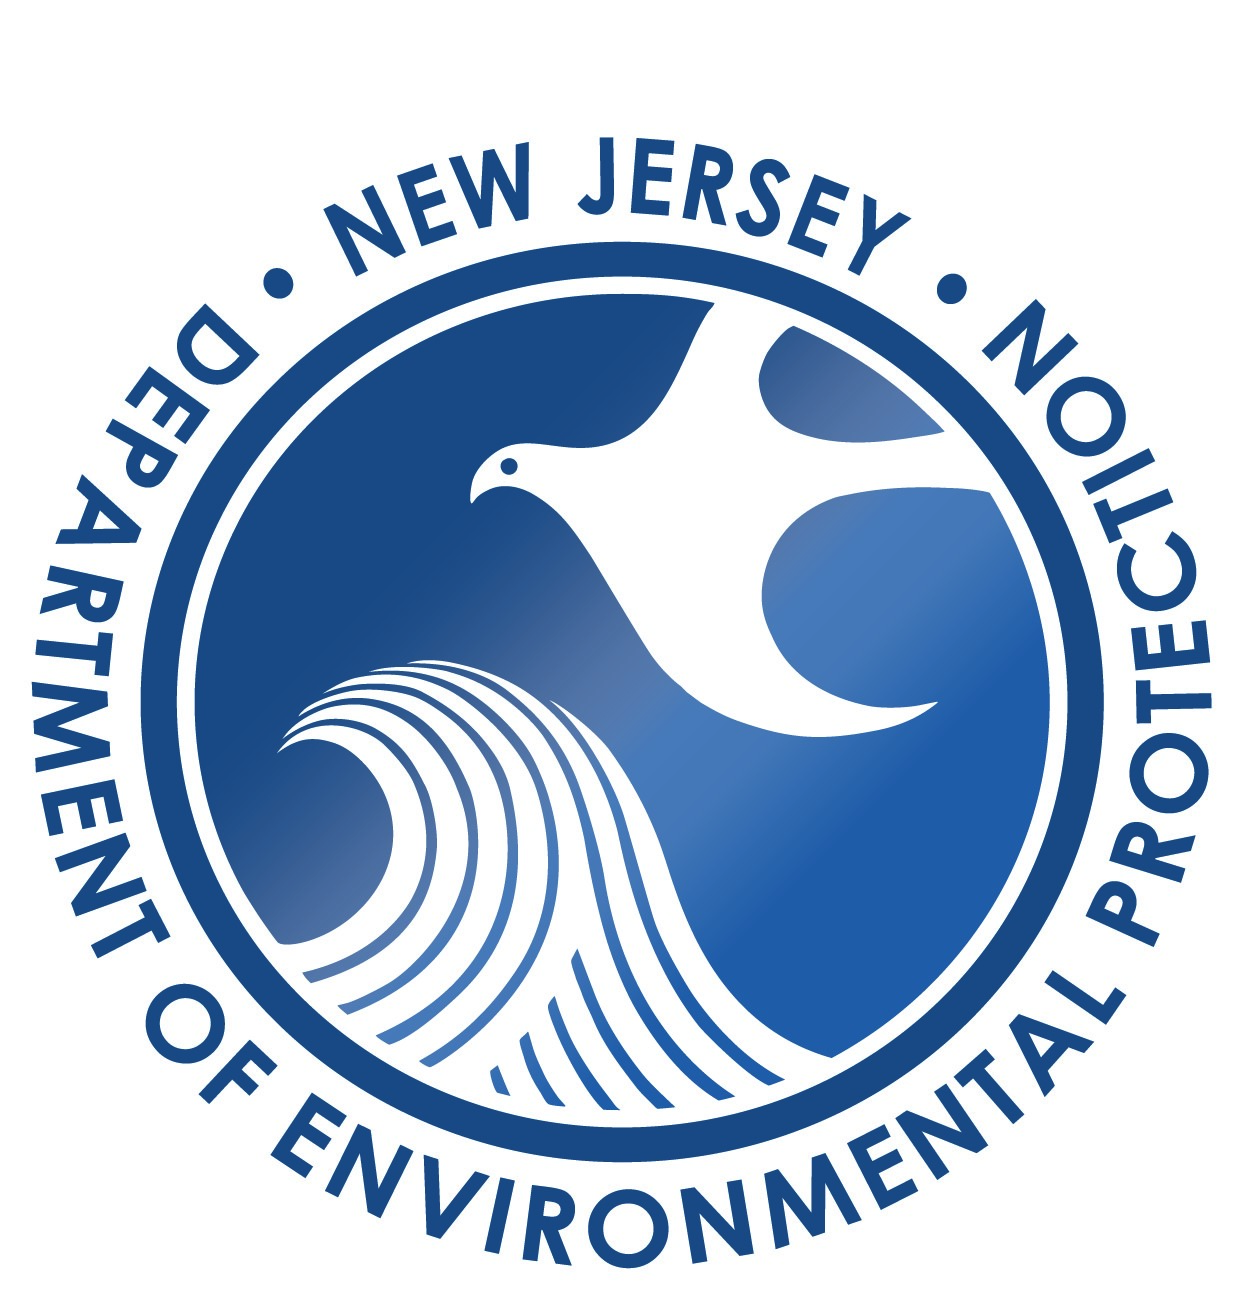 • NEW JERSEY •
DEPARTMENT OF ENVIRONMENTAL PROTECTION